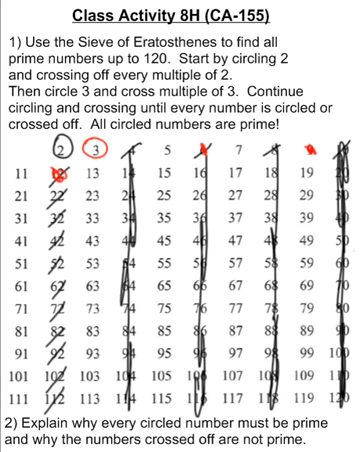 Class Activity 8H (CA-155)
1) Use the Sieve of Eratosthenes to find all
prime numbers up to 120. Start by circling 2
and crossing off every multiple of 2.
Then circle 3 and cross multiple of 3. Continue
circling and crossing until every number is circled or
crossed off. All circled numbers are prime!
2 3 4 5 7 8
11 12 13 14 15 16 17 18 19 20
21 22 23 24 25 26 27 28 29 30
31 32 33 34 35 36 37 38 39 40
41 42 43 44 45 46 47 48 49 50
51 52 53 54 55 56 57 58 59 60
61 62 63 64 65 66 67 68 69 70
71 72 73 74 75 76 77 78 79 80
81 82 83 84 85 86 87 88 89 90
91 92 93 94 95 96 97 98 99 100
101 102 103 104 105 106 107 108 109 110
111 112 113 114 115 116 117 118 119 120
2) Explain why every circled number must be prime
and why the numbers crossed off are not prime.